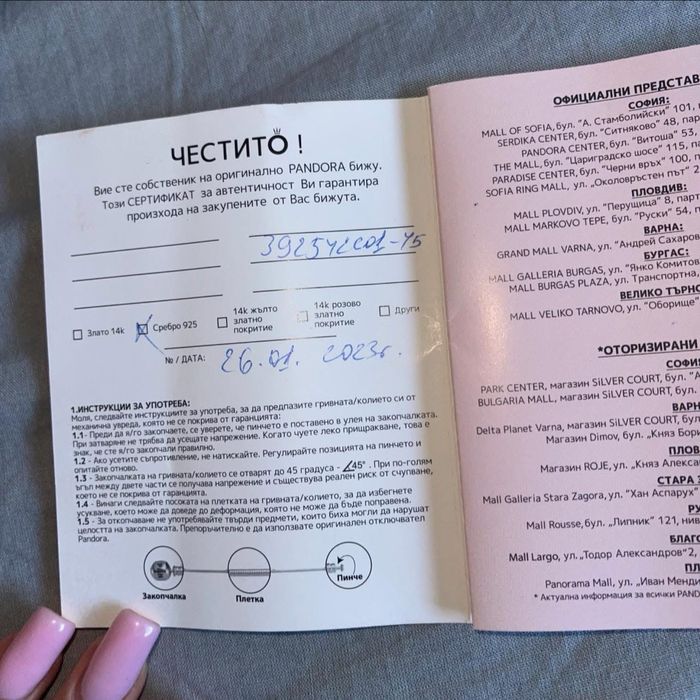 ЧЕСТИТО !
Вие сте собственик на оригинално PANDORA бижу.
Този СЕРТИФИКАТ за автентичност Ви гарантира
произхода на закупените от Вас бижута.
392572C01-75
Злато 14k
Сребро 925
14k жълто
златно
покритие
14k розово
златно
покритие
Други
№ / ДАТА: 26.01. 2023г.
1.ИНСТРУКЦИИ ЗА УПОТРЕБА:
Моля, следвайте инструкциите за употреба, за да предпазите гривната/колието си от
механична увреда, която не се покрива от гаранцията:
1.1- Преди да я/го закопчаете, се уверете, че пинчето е поставено в улея на закопчалката.
При затваряне не трябва да усещате напрежение. Когато чуете леко прищракване, това е
знак, че сте я/го закопчали правилно.
1.2 - Ако усетите съпротивление, не натискайте. Регулирайте позицията на пинчето и
опитайте отново.
1.3 - Закопчалката на гривната/колието се отварят до 45 градуса - ∠45° . При по-голям
ъгъл между двете части се получава напрежение и съществува реален риск от счупване,
което не се покрива от гаранцията.
1.4 - Винаги следвайте посоката на плетката на гривната/колието, за да избегнете
усукване, което може да доведе до деформация, която не може да бъде поправена.
1.5 - За откопчаване не употребявайте твърди предмети, които биха могли да нарушат
целостта на закопчалката. Препоръчително е да използвате оригинален отключвател
Pandora.
Закопчалка
Плетка
Пинче
ОФИЦИАЛНИ ПРЕДСТАВ
СОФИЯ:
MALL OF SOFIA, бул. "А. Стамболийски" 101,
SERDIKA CENTER, бул. "Ситняково" 48, пар
PANDORA CENTER, бул. "Витоша" 53,
THE MALL, бул. "Цариградско шосе" 115, па
PARADISE CENTER, бул. "Черни връх" 100, п
SOFIA RING MALL, ул. „Околовръстен път" 2
ПЛОВДИВ:
MALL PLOVDIV, ул. "Перущица" 8, парт
MALL MARKOVO TEPE, бул. "Руски" 54, п
ВАРНА:
GRAND MALL VARNA, ул. "Андрей Сахаров
БУРГАС:
MALL GALLERIA BURGAS, ул. "Янко Комитов
MALL BURGAS PLAZA, ул. Транспортна,
ВЕЛИКО ТЪРНО
MALL VELIKO TARNOVO, ул. "Оборище
*ОТОРИЗИРАНИ
СОФИ
PARK CENTER, магазин SILVER COURT, бул. "А
BULGARIA MALL, магазин SILVER COURT, бул.
ВАРН
Delta Planet Varna, магазин SILVER COURT, бул
Магазин Dimov, бул. „Княз Бори
ПЛОВ
Магазин ROJE, ул. „Княз Алекса
СТАРА З
Mall Galleria Stara Zagora, ул. "Хан Аспарух"
РУ
Mall Rousse, бул. „Липник" 121, нив
БЛАГО
Mall Largo, ул. „Тодор Александров"2,
ПЛ
Panorama Mall, ул. „Иван Менди
* Актуална информация за всички PAND